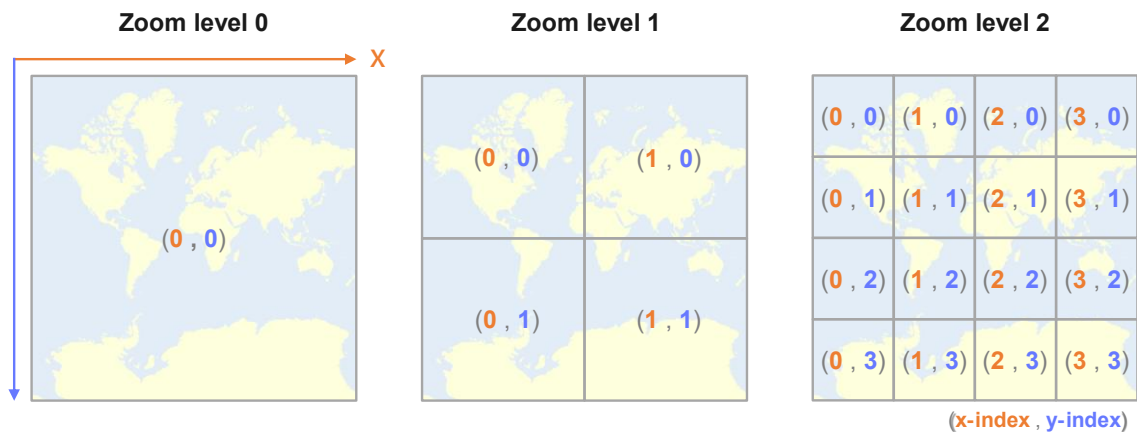 Zoom level 0
Zoom level 1
Zoom level 2
X
(0 , 0)
(0 , 0) (1 , 0)
(0 , 1) (1 , 1)
(0 , 0) (1 , 0) (2 , 0) (3 , 0)
(0 , 1) (1 , 1) (2 , 1) (3 , 1)
(0 , 2) (1 , 2) (2 , 2) (3 , 2)
(0 , 3) (1 , 3) (2 , 3) (3 , 3)
(x-index , y-index)